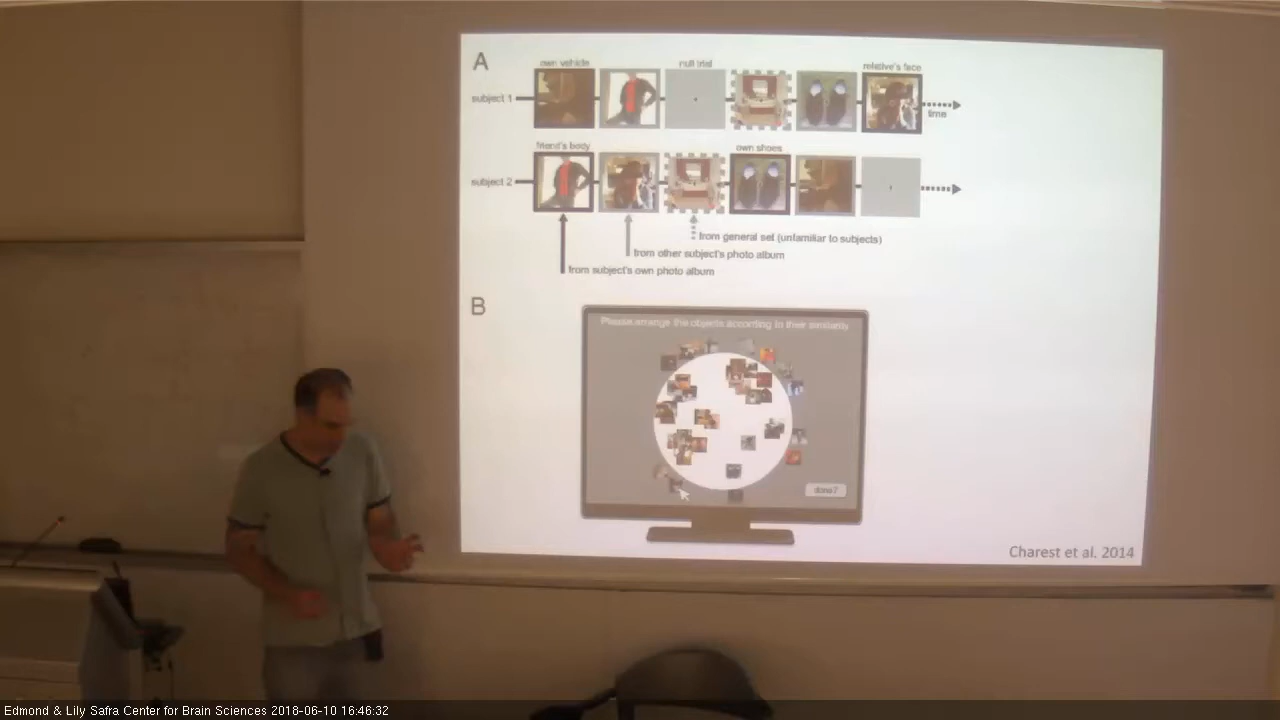 A
own vehicle null trial relative's face
subject 1
time
friend's body own shoes
subject 2
from general set (unfamiliar to subjects)
from other subject's photo album
from subject's own photo album
B
Please arrange the objects according to their similarity
done?
Charest et al. 2014
Edmond & Lily Safra Center for Brain Sciences 2018-06-10 16:46:32